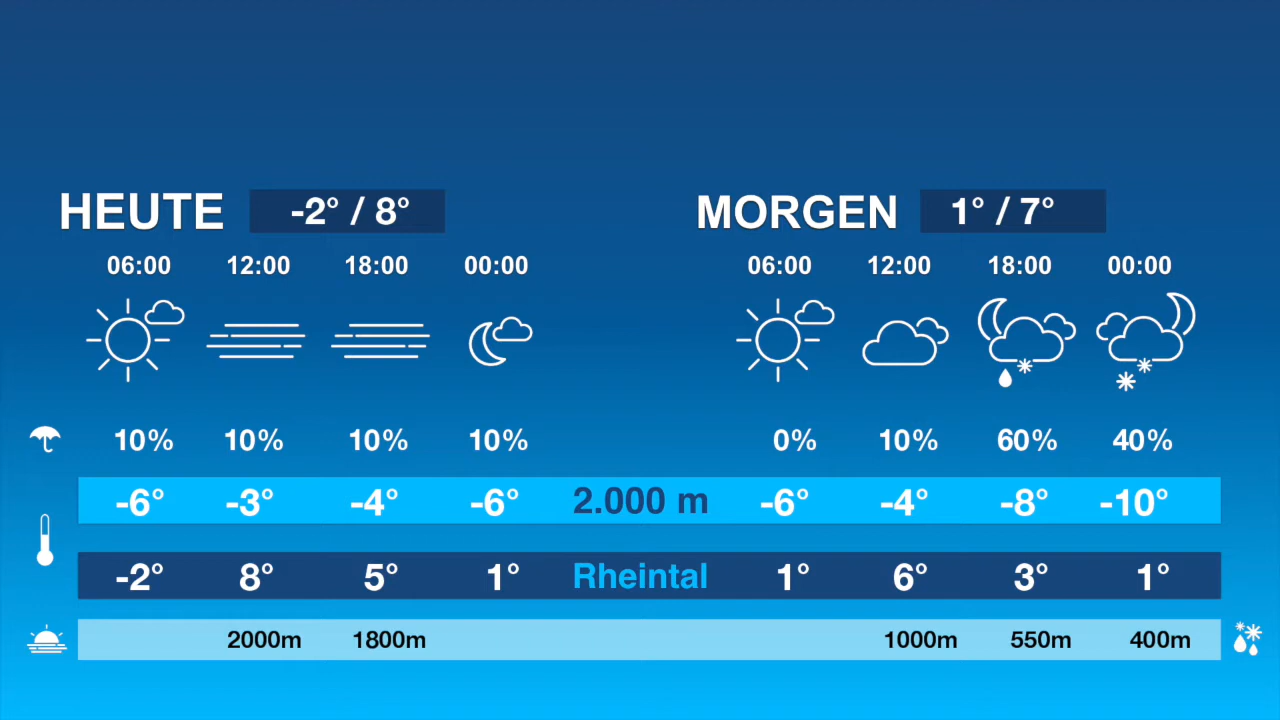 HEUTE -2° / 8° MORGEN 1° / 7°
06:00 12:00 18:00 00:00 06:00 12:00 18:00 00:00
10% 10% 10% 10% 0% 10% 60% 40%
-6° -3° -4° -6° 2.000 m -6° -4° -8° -10°
-2° 8° 5° 1° Rheintal 1° 6° 3° 1°
2000m 1800m 1000m 550m 400m